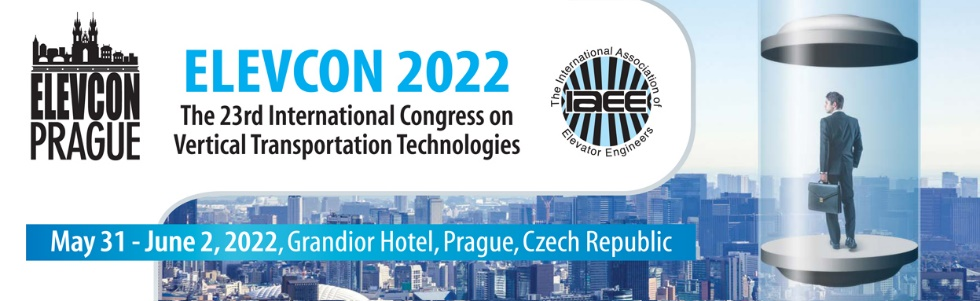 ELEVCON
PRAGUE
ELEVCON 2022
The 23rd International Congress on
Vertical Transportation Technologies
The International Association of
IAEE
Elevator Engineers
May 31 - June 2, 2022, Grandior Hotel, Prague, Czech Republic